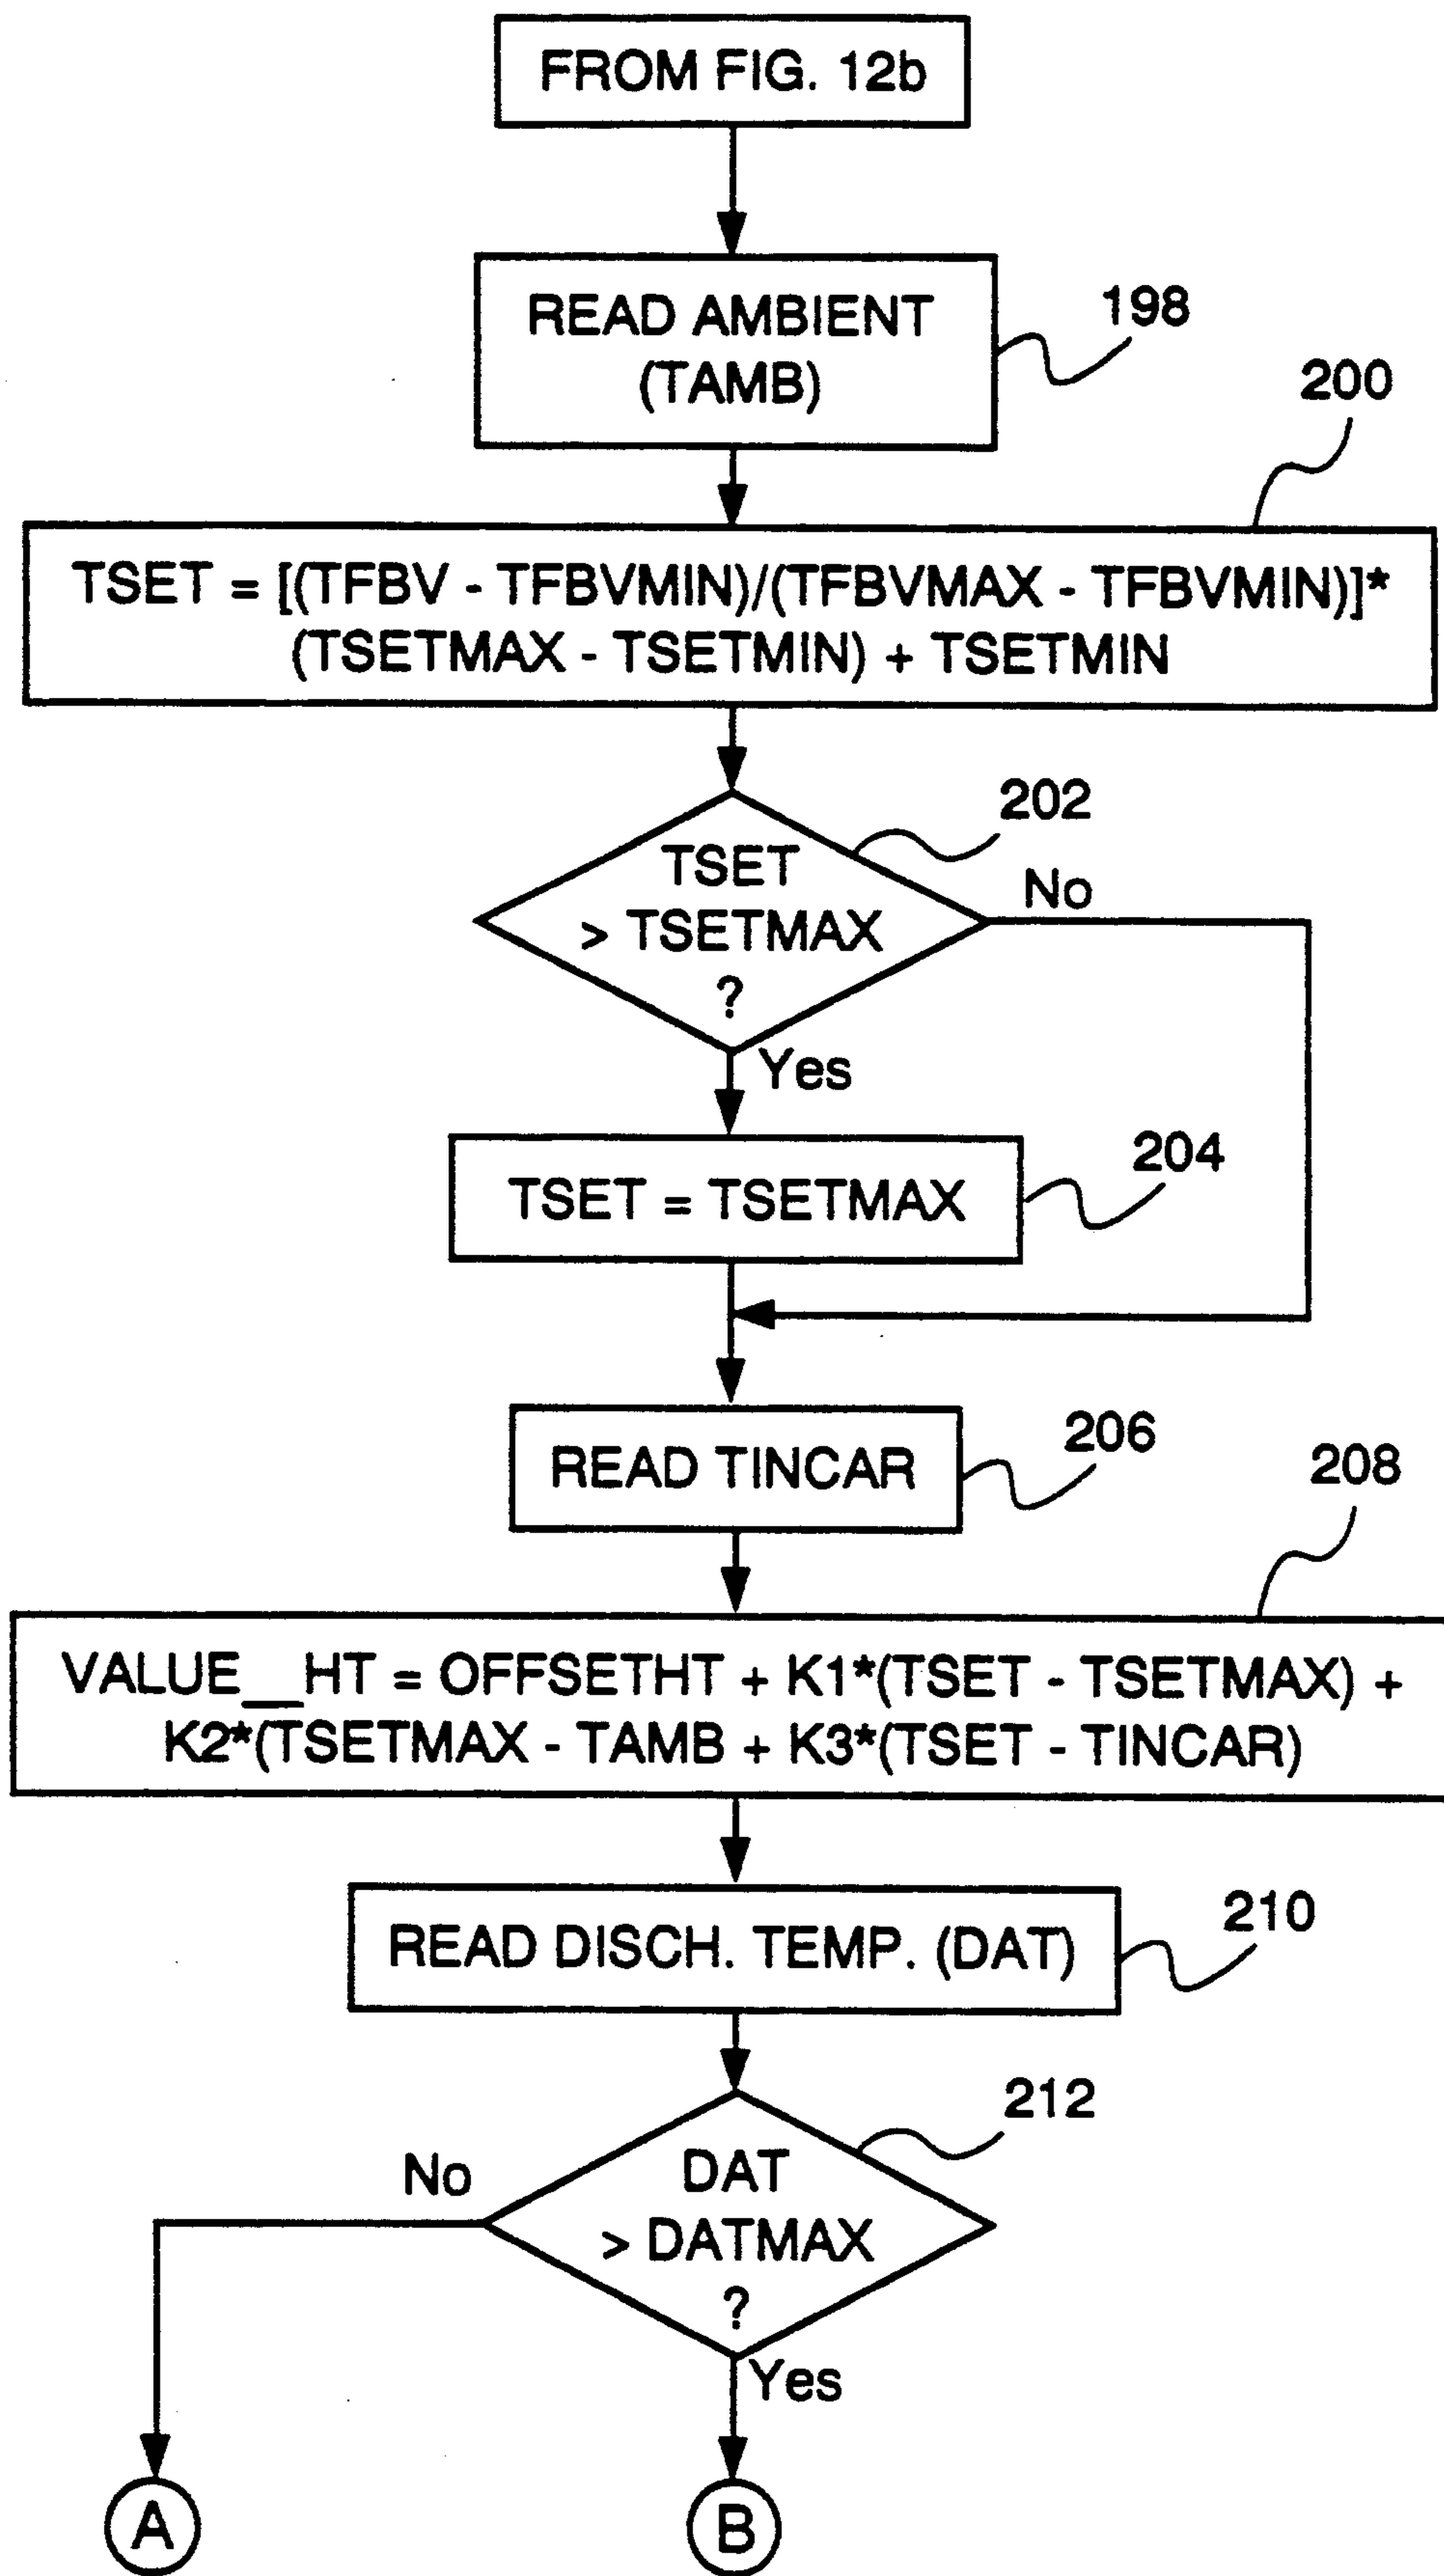 FROM FIG. 12b
READ AMBIENT
(TAMB)
198
200
TSET = [(TFBV - TFBVMIN)/(TFBVMAX - TFBVMIN)]*
(TSETMAX - TSETMIN) + TSETMIN
202
TSET
> TSETMAX
?
No
Yes
TSET = TSETMAX
204
READ TINCAR
206
208
VALUE__HT = OFFSETHT + K1*(TSET - TSETMAX) +
K2*(TSETMAX - TAMB + K3*(TSET - TINCAR)
READ DISCH. TEMP. (DAT)
210
212
DAT
> DATMAX
?
No
Yes
A
B